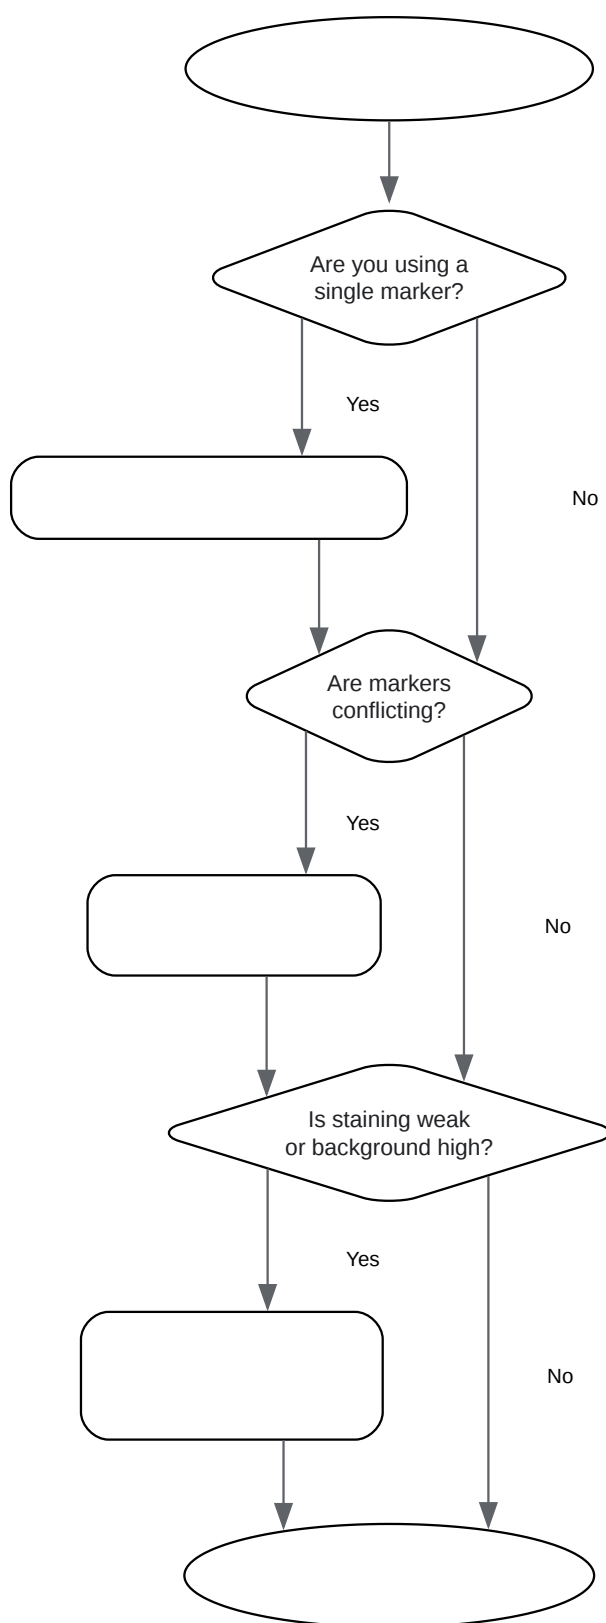 Are you using a
single marker?
Yes
No
Are markers
conflicting?
Yes
No
Is staining weak
or background high?
Yes
No